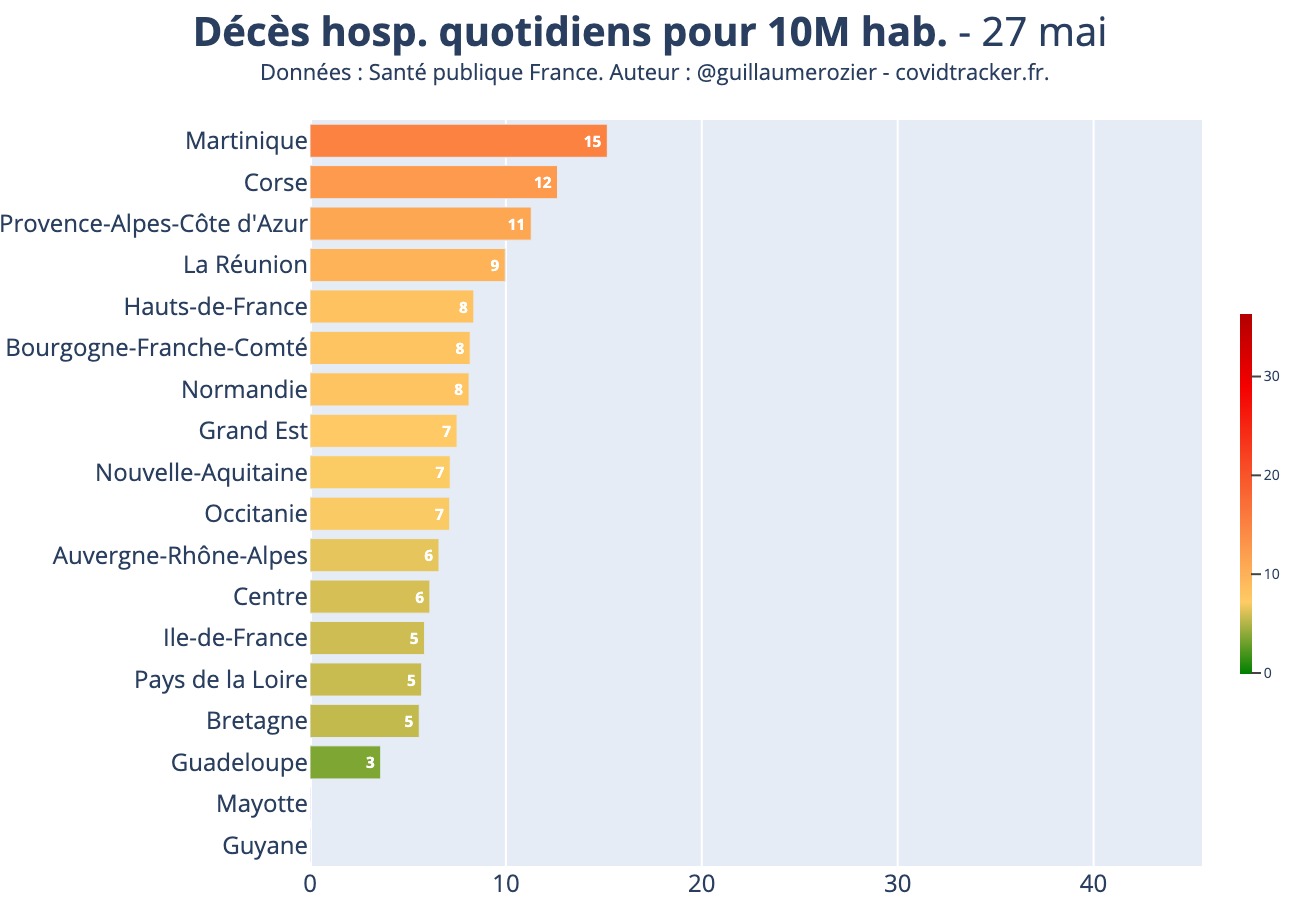 Décès hosp. quotidiens pour 10M hab. - 27 mai
Données : Santé publique France. Auteur : @guillaumerozier - covidtracker.fr.
Martinique 15
Corse 12
Provence-Alpes-Côte d'Azur 11
La Réunion 9
Hauts-de-France 8
Bourgogne-Franche-Comté 8
Normandie 8
Grand Est 7
Nouvelle-Aquitaine 7
Occitanie 7
Auvergne-Rhône-Alpes 6
Centre 6
Ile-de-France 5
Pays de la Loire 5
Bretagne 5
Guadeloupe 3
Mayotte
Guyane
0 10 20 30 40
30
20
10
0